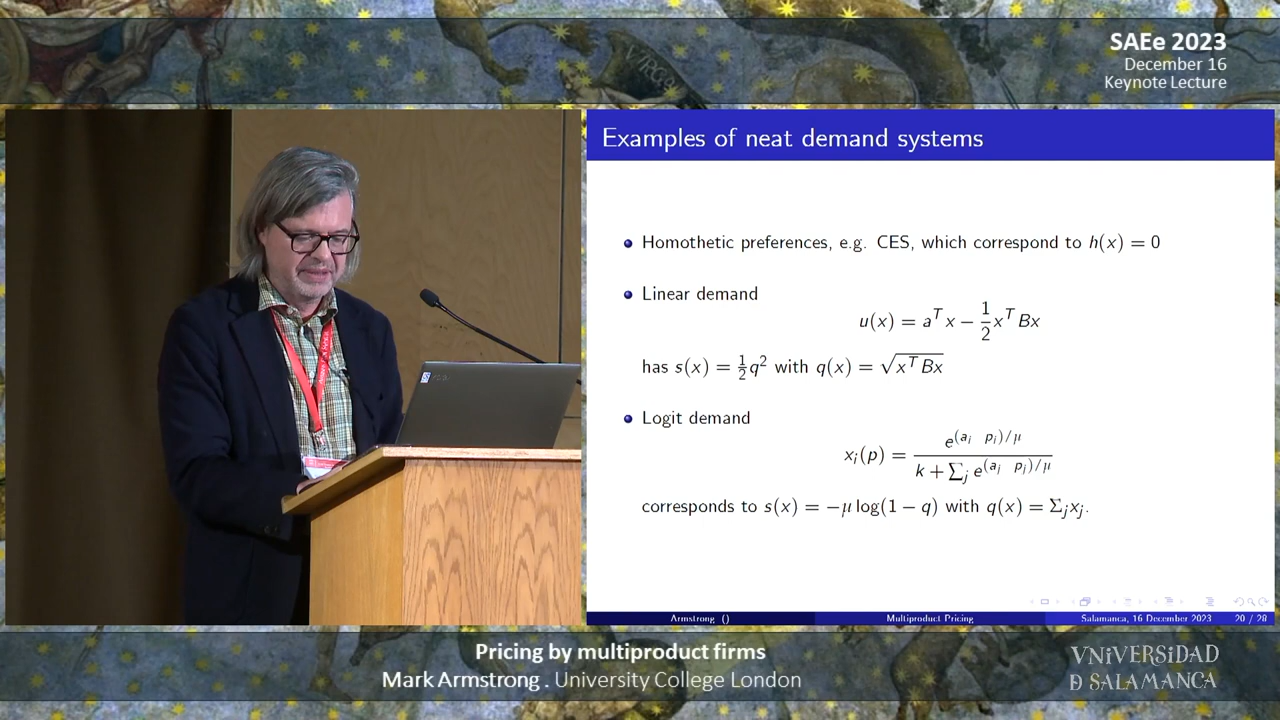 SAEe 2023
December 16
Keynote Lecture
VIRGO
Examples of neat demand systems
Homothetic preferences, e.g. CES, which correspond to h(x) = 0
Linear demand
u(x) = a^T x − 1/2 x^T Bx
has s(x) = ½q² with q(x) = √(x^T Bx)
Logit demand
x_i(p) = e^{(a_i p_i)/μ} / (k + ∑_j e^{(a_j p_j)/μ})
corresponds to s(x) = −μ log(1 − q) with q(x) = Σ_j x_j.
Armstrong () Multiproduct Pricing Salamanca, 16 December 2023 20 / 28
Pricing by multiproduct firms
Mark Armstrong . University College London
VNiVERSiDAD
Ð SALAMANCA